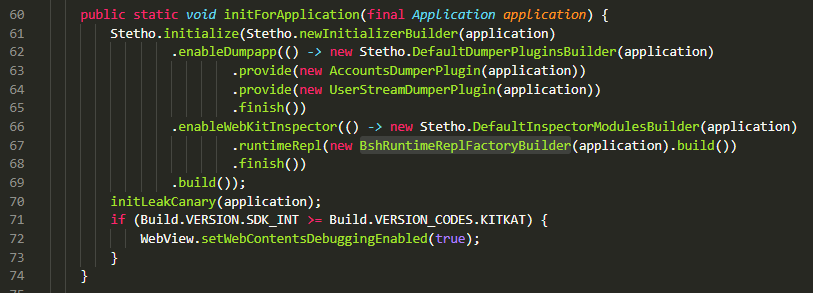 60 public static void initForApplication(final Application application) {
61 Stetho.initialize(Stetho.newInitializerBuilder(application)
62 .enableDumpapp(() -> new Stetho.DefaultDumperPluginsBuilder(application)
63 .provide(new AccountsDumperPlugin(application))
64 .provide(new UserStreamDumperPlugin(application))
65 .finish())
66 .enableWebKitInspector(() -> new Stetho.DefaultInspectorModulesBuilder(application)
67 .runtimeRepl(new BshRuntimeReplFactoryBuilder(application).build())
68 .finish())
69 .build());
70 initLeakCanary(application);
71 if (Build.VERSION.SDK_INT >= Build.VERSION_CODES.KITKAT) {
72 WebView.setWebContentsDebuggingEnabled(true);
73 }
74 }
75